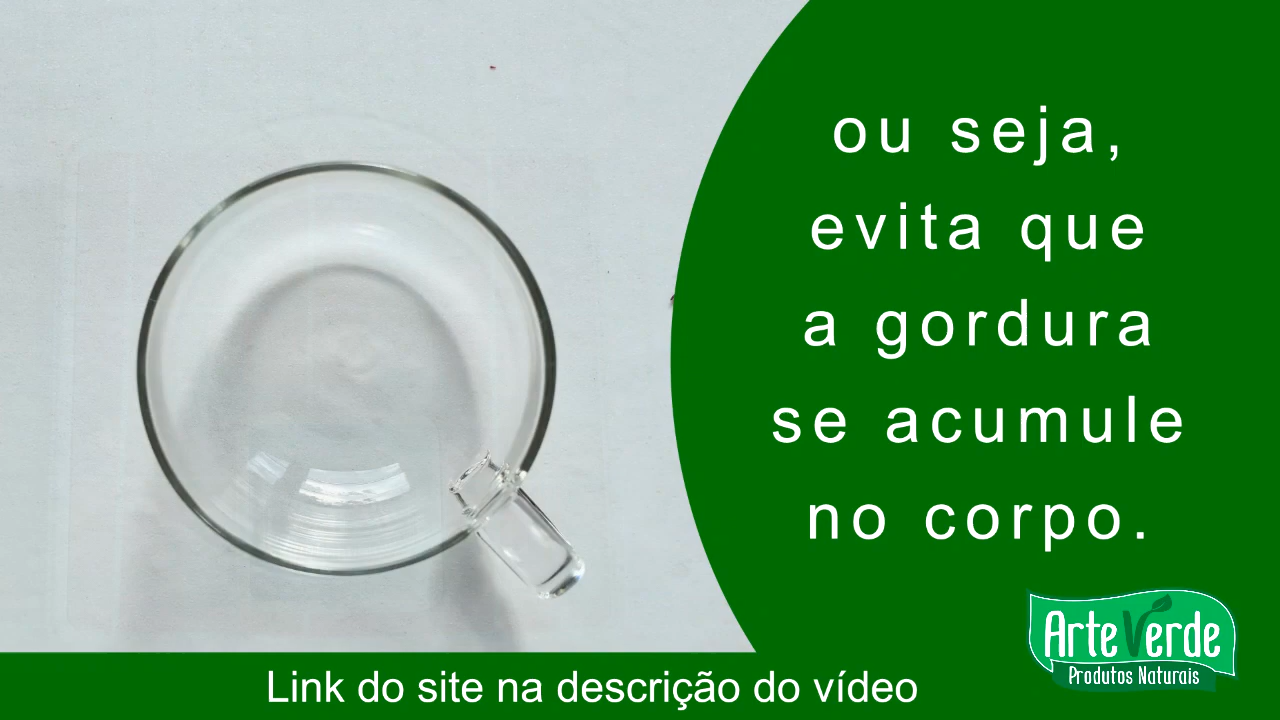 ou seja,
evita que
a gordura
se acumule
no corpo.
Arte Verde
Produtos Naturais
Link do site na descrição do vídeo